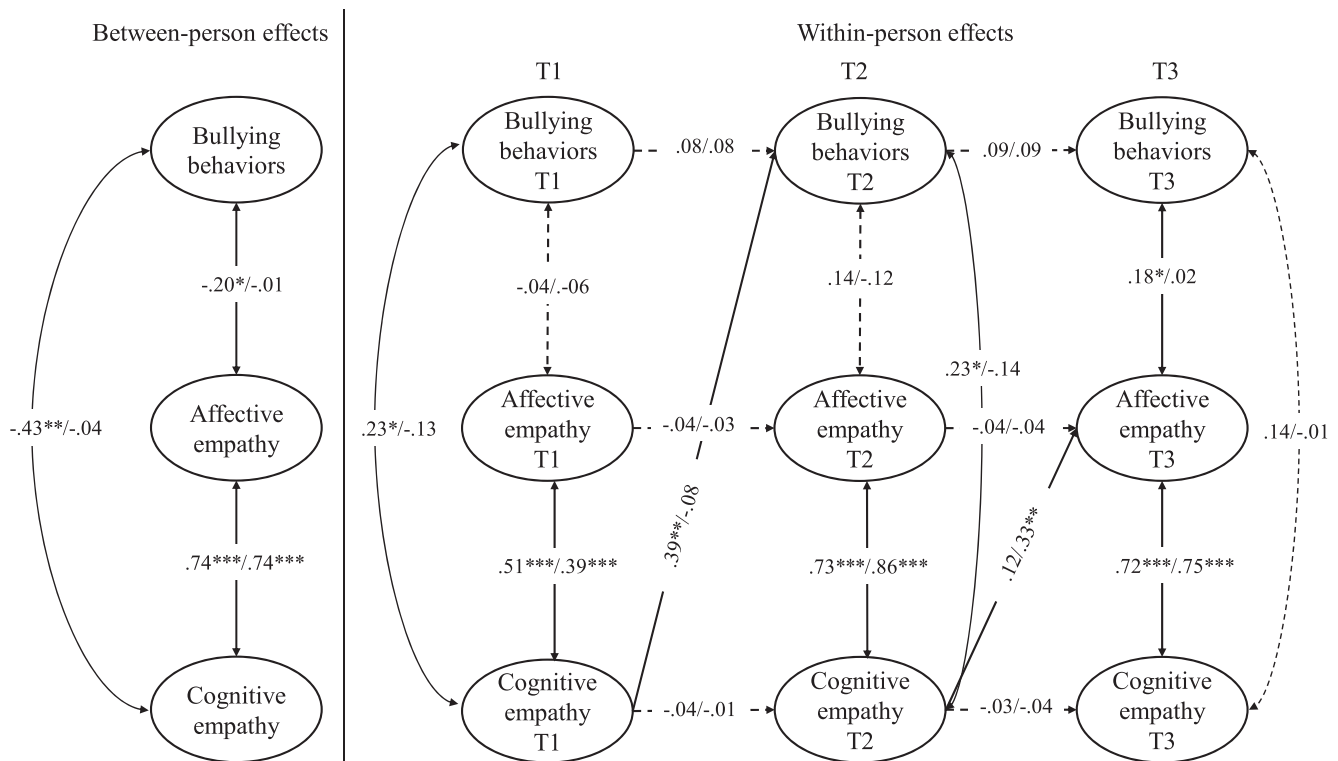 Between-person effects
Within-person effects
T1
T2
T3
Bullying
behaviors
Bullying
behaviors
T1
.08/.08
Bullying
behaviors
T2
.09/.09
Bullying
behaviors
T3
-.20*/-.01
-.04/.-06
.14/-.12
.18*/.02
.23*/-.14
-.43**/-.04
Affective
empathy
.23*/-.13
Affective
empathy
T1
-.04/-.03
Affective
empathy
T2
-.04/-.04
Affective
empathy
T3
.14/-.01
.39**/-.08
.12/.33**
.74***/.74***
.51***/.39***
.73***/.86***
.72***/.75***
Cognitive
empathy
Cognitive
empathy
T1
-.04/-.01
Cognitive
empathy
T2
-.03/-.04
Cognitive
empathy
T3